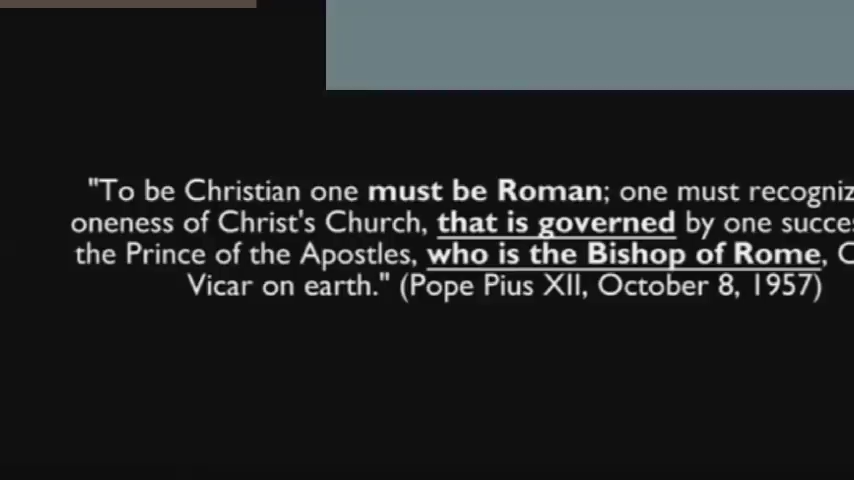 "To be Christian one must be Roman; one must recogniz
oneness of Christ's Church, that is governed by one succes
the Prince of the Apostles, who is the Bishop of Rome, C
Vicar on earth." (Pope Pius XII, October 8, 1957)